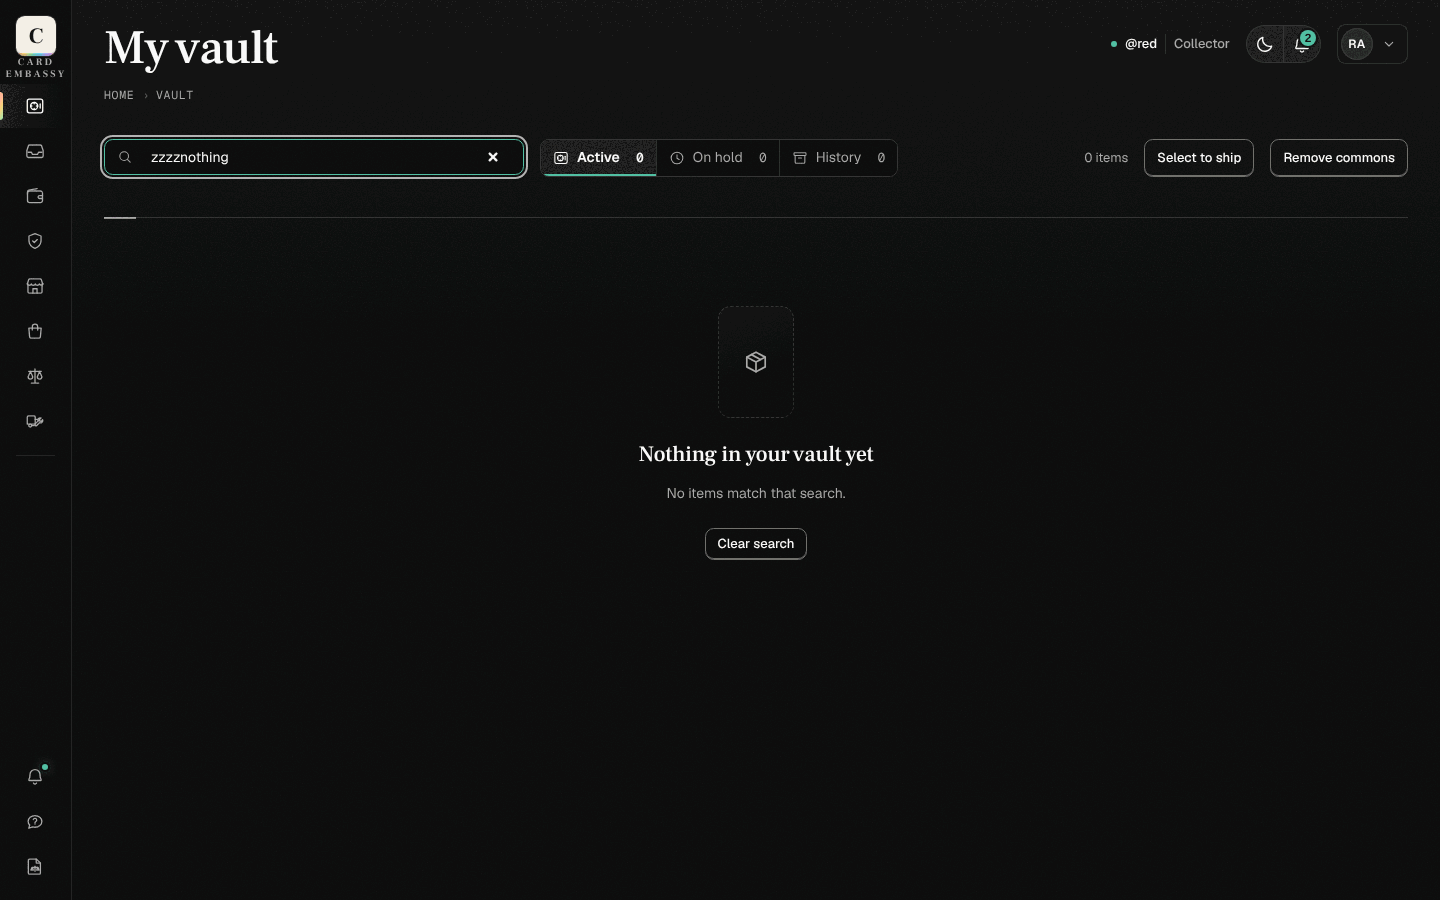 C
CARD
EMBASSY
My vault
@red
Collector
2
RA
HOME › VAULT
zzzznothing
Active 0
On hold 0
History 0
0 items
Select to ship
Remove commons
Nothing in your vault yet
No items match that search.
Clear search